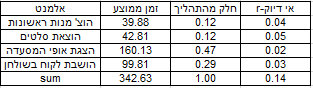 אלמנט זמן ממוצע חלק מהתהליך אי דיוק-r
הוצ' מנות ראשונות 39.88 0.12 0.04
הוצאת סלטים 42.81 0.12 0.05
הצגת אופי המסעדה 160.13 0.47 0.02
הושבת לקוח בשולחן 99.81 0.29 0.03
sum 342.63 1.00 0.14